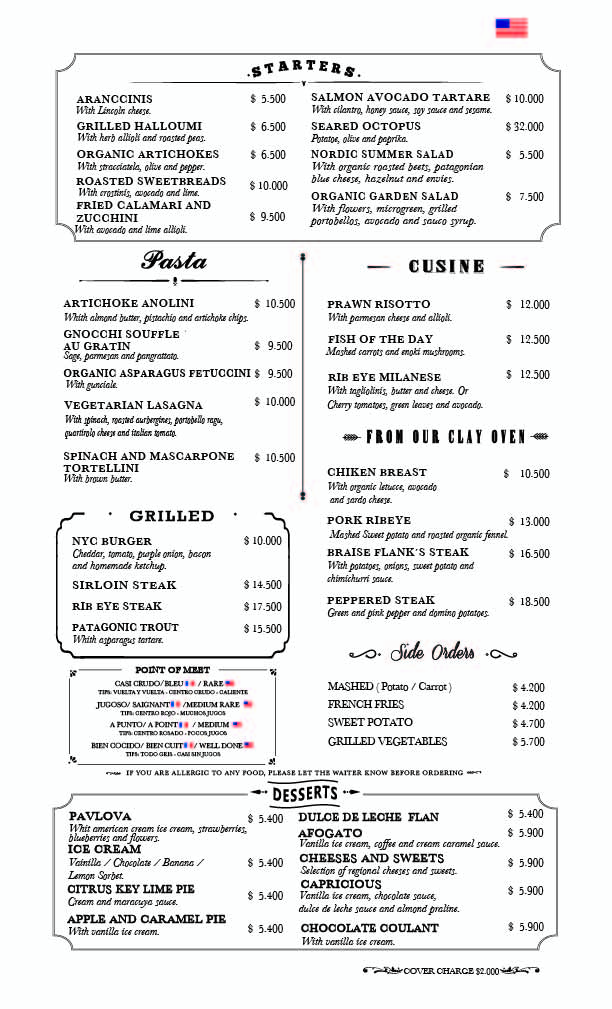 STARTERS
ARANCCINIS $ 5.500
With Lincoln cheese.
GRILLED HALLOUMI $ 6.500
With herb allioli and roasted peas.
ORGANIC ARTICHOKES $ 6.500
With stracciatela, olive and pepper.
ROASTED SWEETBREADS $ 10.000
With crostinis, avocado and lime.
FRIED CALAMARI AND
ZUCCHINI $ 9.500
With avocado and lime allioli.
SALMON AVOCADO TARTARE $ 10.000
With cilantro, honey sauce, soy sauce and sesame.
SEARED OCTOPUS $ 32.000
Potatoe, olive and paprika.
NORDIC SUMMER SALAD $ 5.500
With organic roasted beets, patagonian
blue cheese, hazelnut and envies.
ORGANIC GARDEN SALAD $ 7.500
With flowers, microgreen, grilled
portobellos, avocado and sauco syrup.
Pasta
ARTICHOKE ANOLINI $ 10.500
Whith almond butter, pistachio and artichoke chips.
GNOCCHI SOUFFLE
AU GRATIN $ 9.500
Sage, parmesan and pangrattato.
ORGANIC ASPARAGUS FETUCCINI $ 9.500
With gunciale.
VEGETARIAN LASAGNA $ 10.000
With spinach, roasted aurbergines, portobello ragu,
quartirolo cheese and italian tomato.
SPINACH AND MASCARPONE $ 10.500
TORTELLINI
With brown butter.
CUSINE
PRAWN RISOTTO $ 12.000
With parmesan cheese and allioli.
FISH OF THE DAY $ 12.500
Mashed carrots and enoki mushrooms.
RIB EYE MILANESE $ 12.500
With tagliolinis, butter and cheese. Or
Cherry tomatoes, green leaves and avocado.
FROM OUR CLAY OVEN
CHIKEN BREAST $ 10.500
With organic letucce, avocado
and sardo cheese.
PORK RIBEYE $ 13.000
Mashed Sweet potato and roasted organic fennel.
BRAISE FLANK´S STEAK $ 16.500
With potatoes, onions, sweet potato and
chimichurri sauce.
PEPPERED STEAK $ 18.500
Green and pink pepper and domino potatoes.
GRILLED
NYC BURGER $ 10.000
Cheddar, tomato, purple onion, bacon
and homemade ketchup.
SIRLOIN STEAK $ 14.500
RIB EYE STEAK $ 17.500
PATAGONIC TROUT $ 15.500
Whith asparagus tartare.
POINT OF MEET
CASI CRUDO/BLEU / RARE
TIPS: VUELTA Y VUELTA - CENTRO CRUDO - CALIENTE
JUGOSO/ SAIGNANT /MEDIUM RARE
TIPS: CENTRO ROJO - MUCHOS JUGOS
A PUNTO/ A POINT / MEDIUM
TIPS: CENTRO ROSADO - POCOS JUGOS
BIEN COCIDO/ BIEN CUIT / WELL DONE
TIPS: TODO GRIS - CASI SIN JUGOS
Side Orders
MASHED ( Potato / Carrot ) $ 4.200
FRENCH FRIES $ 4.200
SWEET POTATO $ 4.700
GRILLED VEGETABLES $ 5.700
IF YOU ARE ALLERGIC TO ANY FOOD, PLEASE LET THE WAITER KNOW BEFORE ORDERING
DESSERTS
PAVLOVA $ 5.400
Whit american cream ice cream, strawberries,
blueberries and flowers.
ICE CREAM
Vainilla / Chocolate / Banana / $ 5.400
Lemon Sorbet.
CITRUS KEY LIME PIE $ 5.400
Cream and maracuya sauce.
APPLE AND CARAMEL PIE $ 5.400
With vanilla ice cream.
DULCE DE LECHE FLAN $ 5.400
AFOGATO $ 5.900
Vanilla ice cream, coffee and cream caramel sauce.
CHEESES AND SWEETS $ 5.900
Selection of regional cheeses and sweets.
CAPRICIOUS $ 5.900
Vanilla ice cream, chocolate sauce,
dulce de leche sauce and almond praline.
CHOCOLATE COULANT $ 5.900
With vanilla ice cream.
COVER CHARGE $2.000